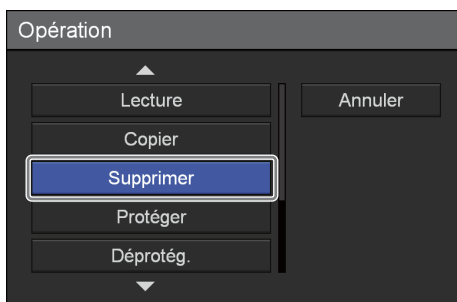 Opération
Lecture
Annuler
Copier
Supprimer
Protéger
Déprotég.